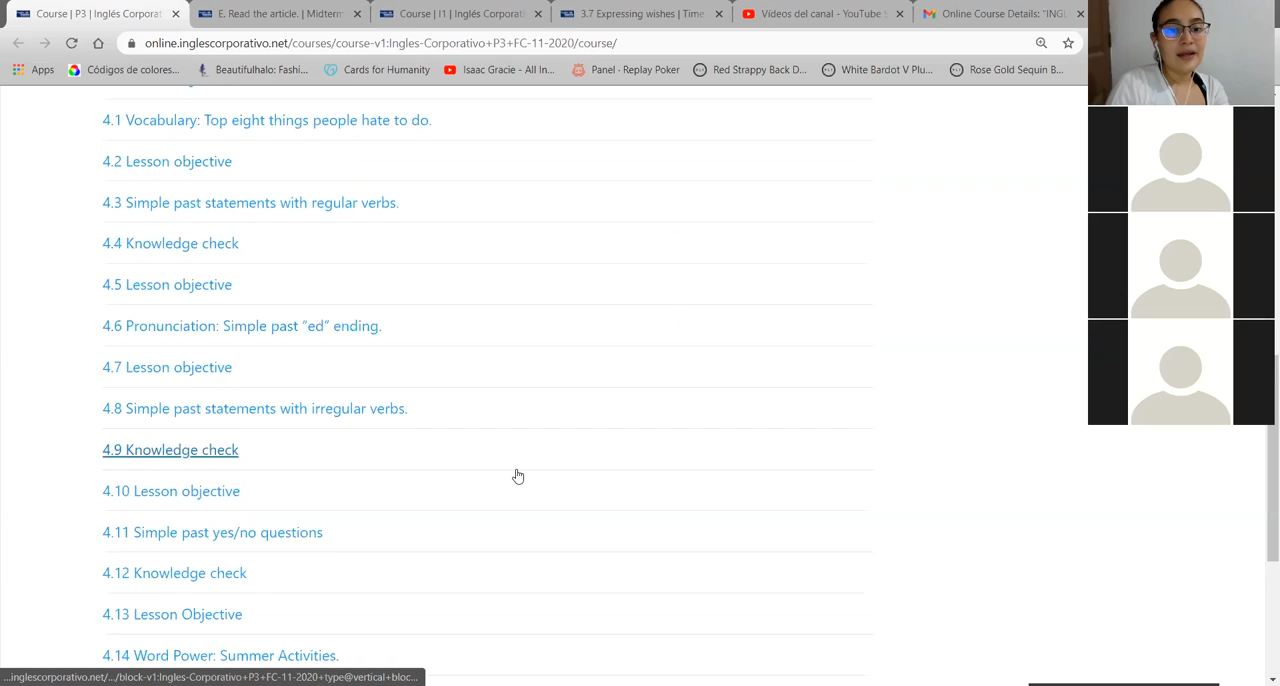 Course | P3 | Inglés Corporat
E. Read the article. | Midterm
Course | I1 | Inglés Corporati
3.7 Expressing wishes | Time
Vídeos del canal - YouTube S
Online Course Details: "INGL
online.inglescorporativo.net/courses/course-v1:Ingles-Corporativo+P3+FC-11-2020/course/
Apps
Códigos de colores...
Beautifulhalo: Fashi...
Cards for Humanity
Isaac Gracie - All In...
Panel · Replay Poker
Red Strappy Back D...
White Bardot V Plu...
Rose Gold Sequin B...
4.1 Vocabulary: Top eight things people hate to do.
4.2 Lesson objective
4.3 Simple past statements with regular verbs.
4.4 Knowledge check
4.5 Lesson objective
4.6 Pronunciation: Simple past “ed” ending.
4.7 Lesson objective
4.8 Simple past statements with irregular verbs.
4.9 Knowledge check
4.10 Lesson objective
4.11 Simple past yes/no questions
4.12 Knowledge check
4.13 Lesson Objective
4.14 Word Power: Summer Activities.
...inglescorporativo.net/.../block-v1:Ingles-Corporativo+P3+FC-11-2020+type@vertical+bloc...